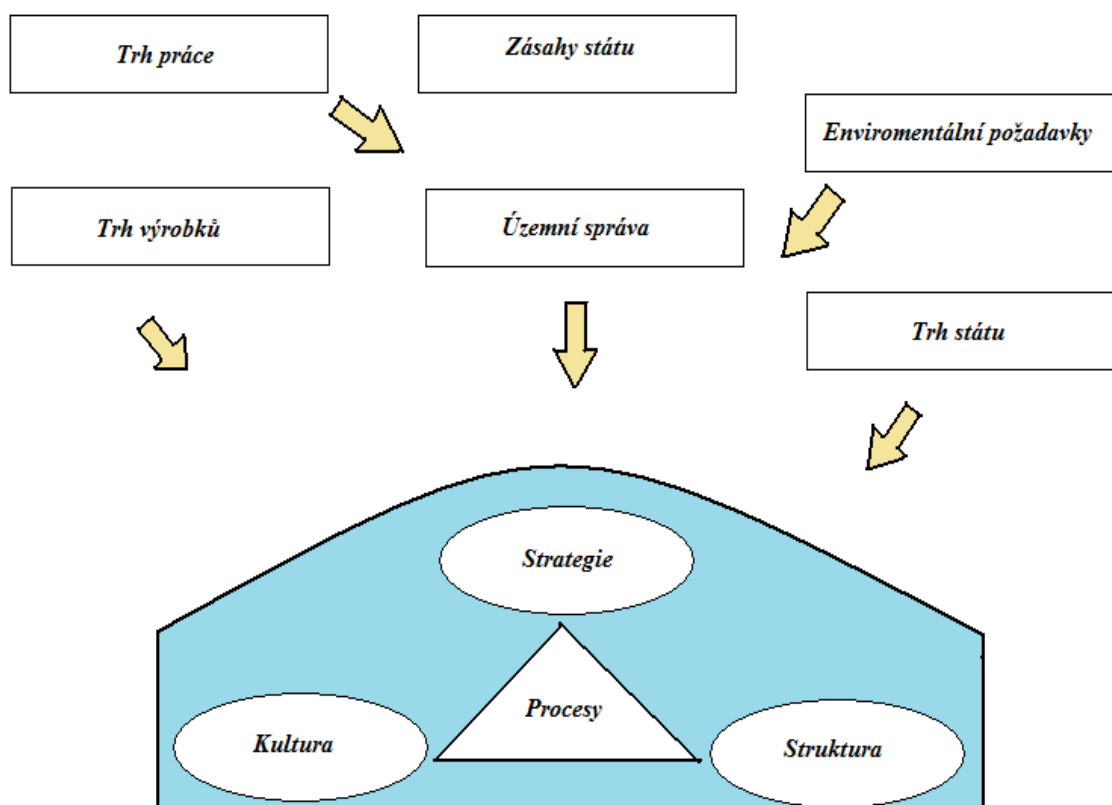 Trh práce
Zásahy státu
Enviromentální požadavky
Trh výrobků
Územní správa
Trh státu
Strategie
Procesy
Kultura
Struktura